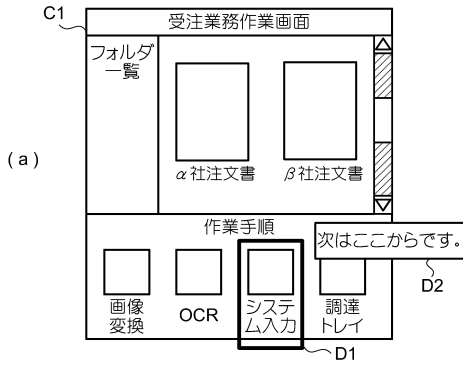 C1
受注業務作業画面
フォルダ
一覧
(a)
α社注文書
β社注文書
作業手順
次はここからです。
D2
画像
変換
OCR
システ
ム入力
調達
トレイ
D1